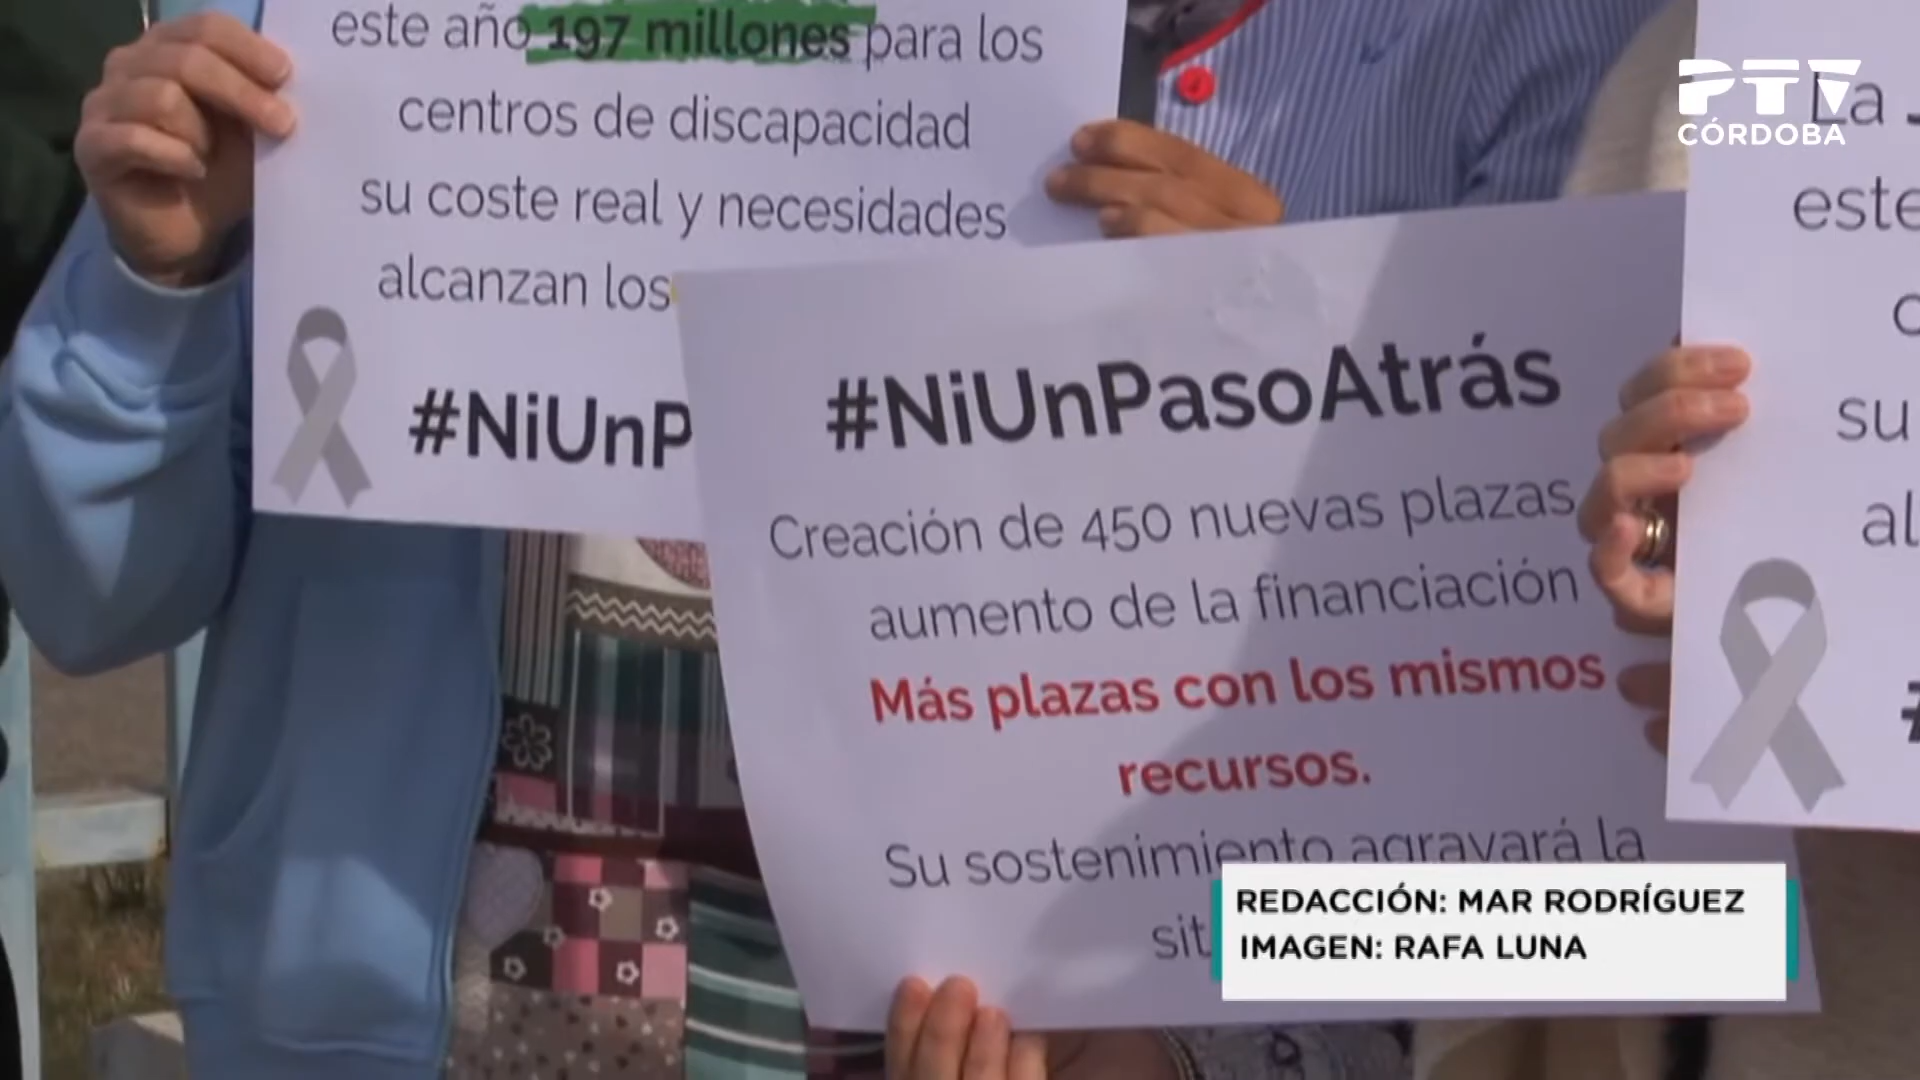 este año 197 millones para los
centros de discapacidad
su coste real y necesidades
alcanzan los
#NiUnP
#NiUnPasoAtrás
Creación de 450 nuevas plazas
aumento de la financiación
Más plazas con los mismos
recursos.
Su sostenimiento agravará la
sit
La
este
su
al
#
PTV
CÓRDOBA
REDACCIÓN: MAR RODRÍGUEZ
IMAGEN: RAFA LUNA